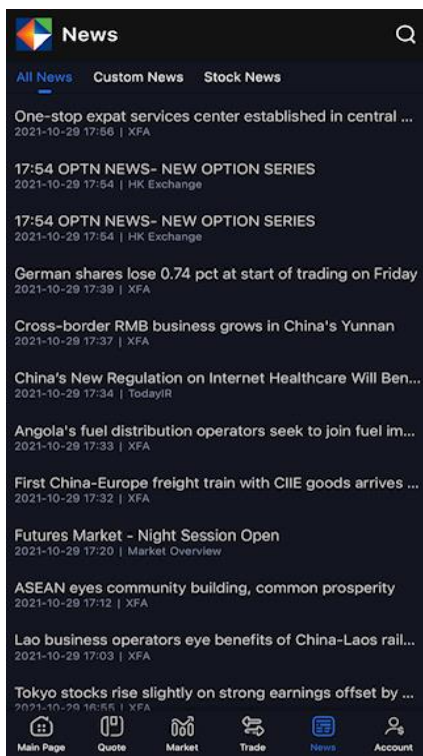 News
All News Custom News Stock News
One-stop expat services center established in central ...
2021-10-29 17:56 | XFA
17:54 OPTN NEWS- NEW OPTION SERIES
2021-10-29 17:54 | HK Exchange
17:54 OPTN NEWS- NEW OPTION SERIES
2021-10-29 17:54 | HK Exchange
German shares lose 0.74 pct at start of trading on Friday
2021-10-29 17:39 | XFA
Cross-border RMB business grows in China's Yunnan
2021-10-29 17:37 | XFA
China's New Regulation on Internet Healthcare Will Ben...
2021-10-29 17:34 | TodayIR
Angola's fuel distribution operators seek to join fuel im...
2021-10-29 17:33 | XFA
First China-Europe freight train with CIIE goods arrives ...
2021-10-29 17:32 | XFA
Futures Market - Night Session Open
2021-10-29 17:20 | Market Overview
ASEAN eyes community building, common prosperity
2021-10-29 17:12 | XFA
Lao business operators eye benefits of China-Laos rail...
2021-10-29 17:03 | XFA
Tokyo stocks rise slightly on strong earnings offset by ...
2021-10-29 16:55 | XFA
Main Page Quote Market Trade News Account